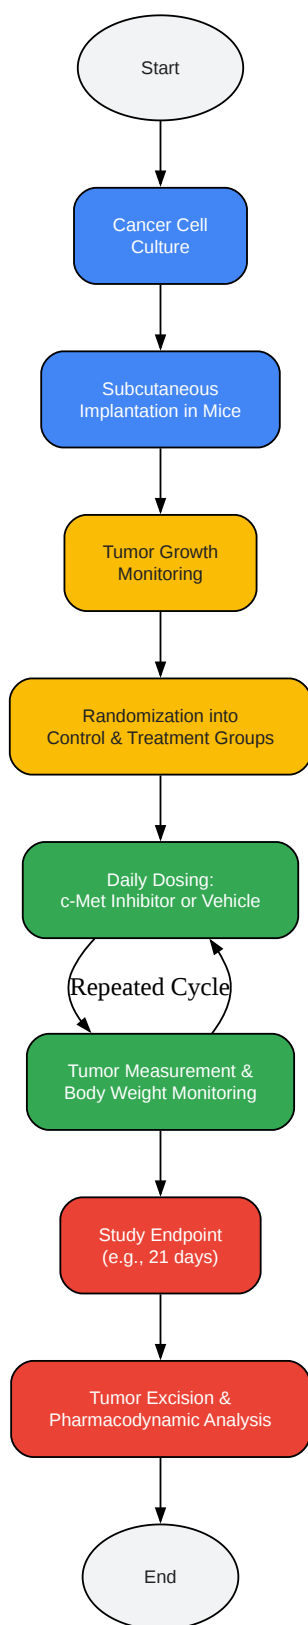 Start
Cancer Cell
Culture
Subcutaneous
Implantation in Mice
Tumor Growth
Monitoring
Randomization into
Control & Treatment Groups
Daily Dosing:
c-Met Inhibitor or Vehicle
Repeated Cycle
Tumor Measurement &
Body Weight Monitoring
Study Endpoint
(e.g., 21 days)
Tumor Excision &
Pharmacodynamic Analysis
End